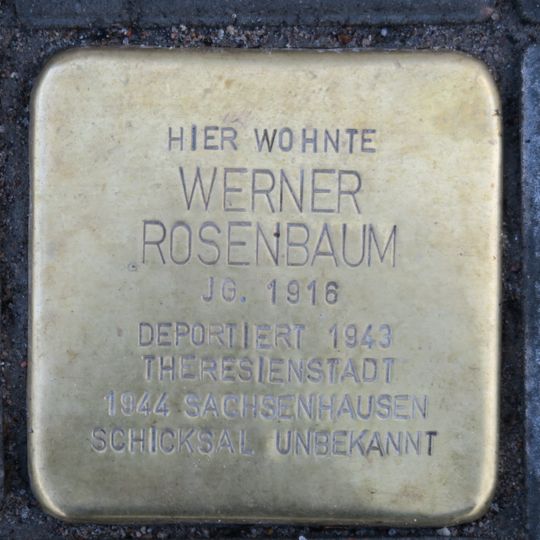 HIER WOHNTE
WERNER
ROSENBAUM
JG. 1916
DEPORTIERT 1943
THERESIENSTADT
1944 SACHSENHAUSEN
SCHICKSAL UNBEKANNT